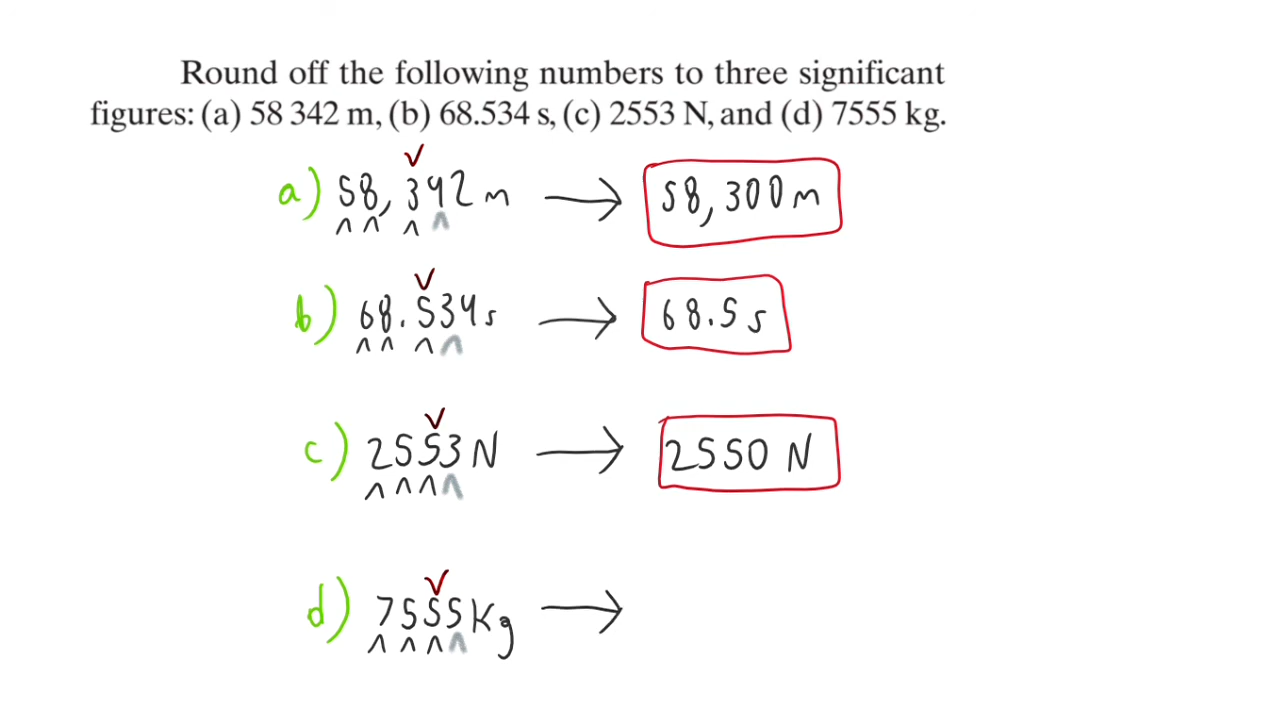 Round off the following numbers to three significant
figures: (a) 58 342 m, (b) 68.534 s, (c) 2553 N, and (d) 7555 kg.
a) 58,342 m → 58,300 m
b) 68.534 s → 68.5 s
c) 2553 N → 2550 N
d) 7555 Kg →